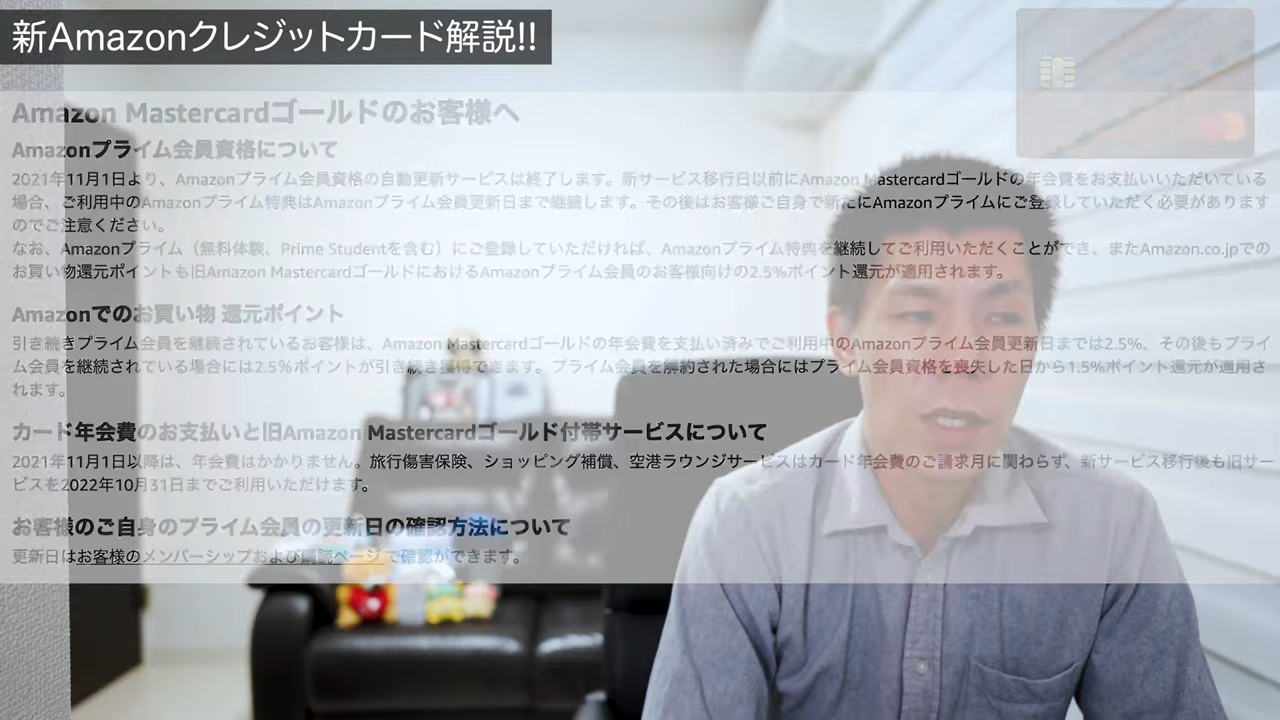 新Amazonクレジットカード解説!!
Amazon Mastercardゴールドのお客様へ
Amazonプライム会員資格について
2021年11月1日より、Amazonプライム会員資格の自動更新サービスは終了します。新サービス移行日以前にAmazon Mastercardゴールドの年会費をお支払いいただいている
場合、ご利用中のAmazonプライム特典はAmazonプライム会員更新日まで継続します。その後はお客様ご自身で新たにAmazonプライムにご登録していただく必要があります
のでご注意ください。
なお、Amazonプライム（無料体験、Prime Studentを含む）にご登録していただければ、Amazonプライム特典を継続してご利用いただくことができ、またAmazon.co.jpでの
お買い物還元ポイントも旧Amazon MastercardゴールドにおけるAmazonプライム会員のお客様向けの2.5%ポイント還元が適用されます。
Amazonでのお買い物 還元ポイント
引き続きプライム会員を継続されているお客様は、Amazon Mastercardゴールドの年会費を支払い済みでご利用中のAmazonプライム会員更新日までは2.5%、その後もプライ
ム会員を継続されている場合には2.5%ポイントが引き続き獲得できます。プライム会員を解約された場合にはプライム会員資格を喪失した日から1.5%ポイント還元が適用さ
れます。
カード年会費のお支払いと旧Amazon Mastercardゴールド付帯サービスについて
2021年11月1日以降は、年会費はかかりません。旅行傷害保険、ショッピング補償、空港ラウンジサービスはカード年会費のご請求月に関わらず、新サービス移行後も旧サー
ビスを2022年10月31日までご利用いただけます。
お客様のご自身のプライム会員の更新日の確認方法について
更新日はお客様のメンバーシップおよび購読ページで確認ができます。